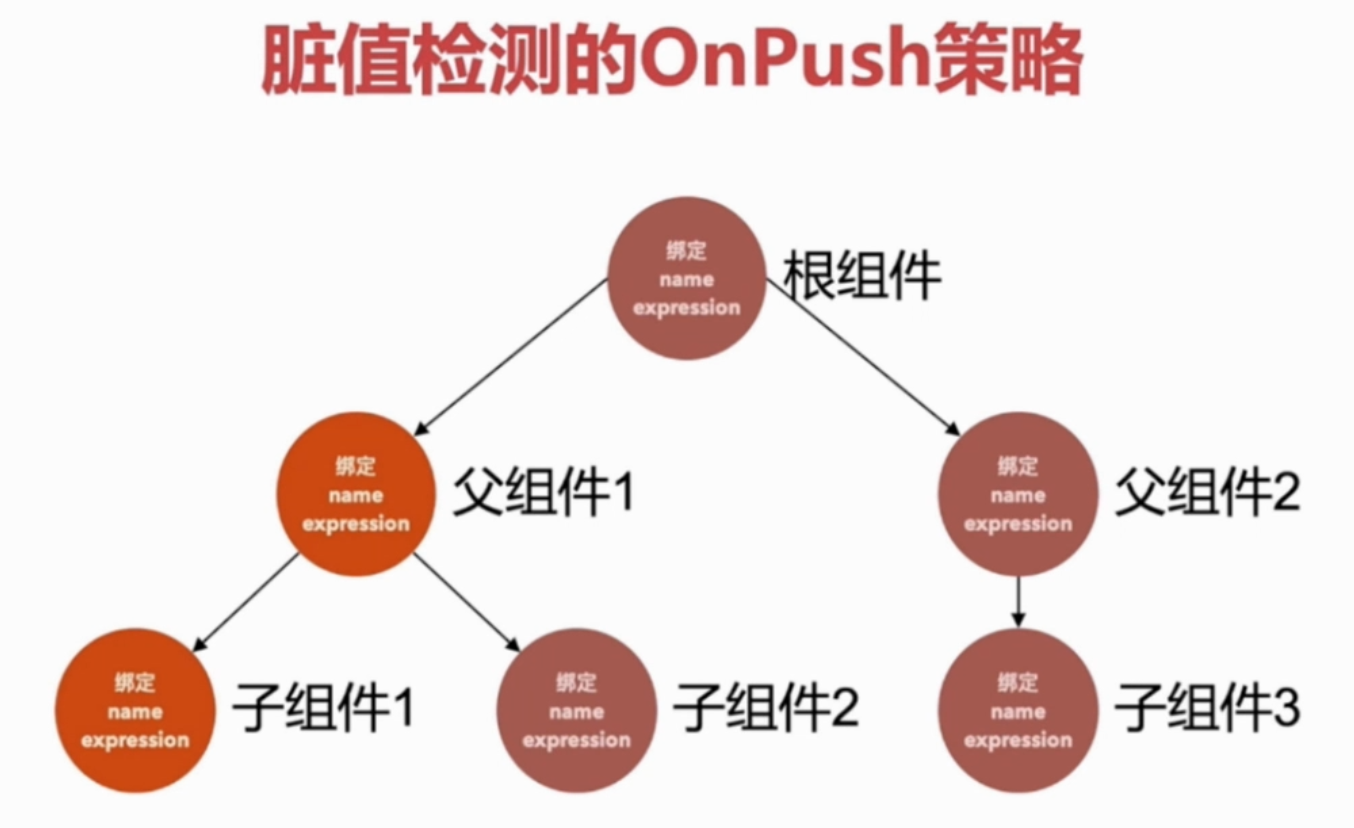 脏值检测的OnPush策略
绑定
name
expression
根组件
绑定
name
expression
父组件1
绑定
name
expression
父组件2
绑定
name
expression
子组件1
绑定
name
expression
子组件2
绑定
name
expression
子组件3